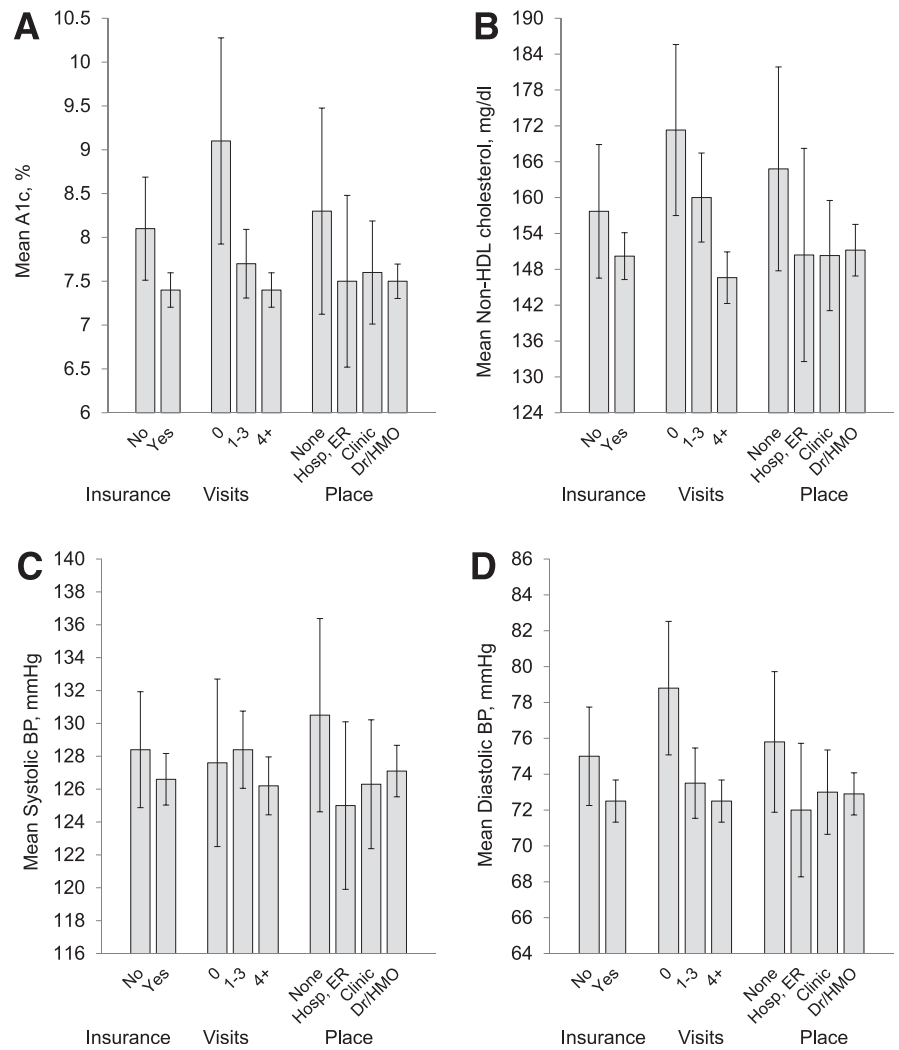 A
Mean A1c, %
10.5
10
9.5
9
8.5
8
7.5
7
6.5
6
No
Yes
0
1-3
4+
None
Hosp, ER
Clinic
Dr/HMO
Insurance Visits Place
B
Mean Non-HDL cholesterol, mg/dl
190
184
178
172
166
160
154
148
142
136
130
124
No
Yes
0
1-3
4+
None
Hosp, ER
Clinic
Dr/HMO
Insurance Visits Place
C
Mean Systolic BP, mmHg
140
138
136
134
132
130
128
126
124
122
120
118
116
No
Yes
0
1-3
4+
None
Hosp, ER
Clinic
Dr/HMO
Insurance Visits Place
D
Mean Diastolic BP, mmHg
86
84
82
80
78
76
74
72
70
68
66
64
No
Yes
0
1-3
4+
None
Hosp, ER
Clinic
Dr/HMO
Insurance Visits Place